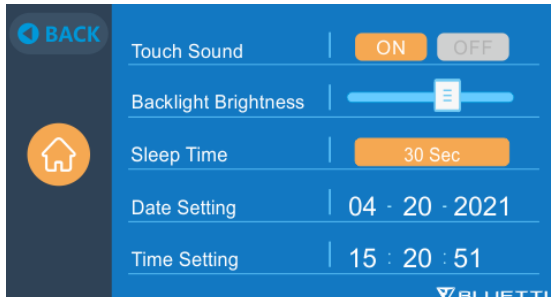 BACK
Touch Sound ON OFF
Backlight Brightness
Sleep Time 30 Sec
Date Setting 04 - 20 - 2021
Time Setting 15 : 20 : 51
BLUETTI